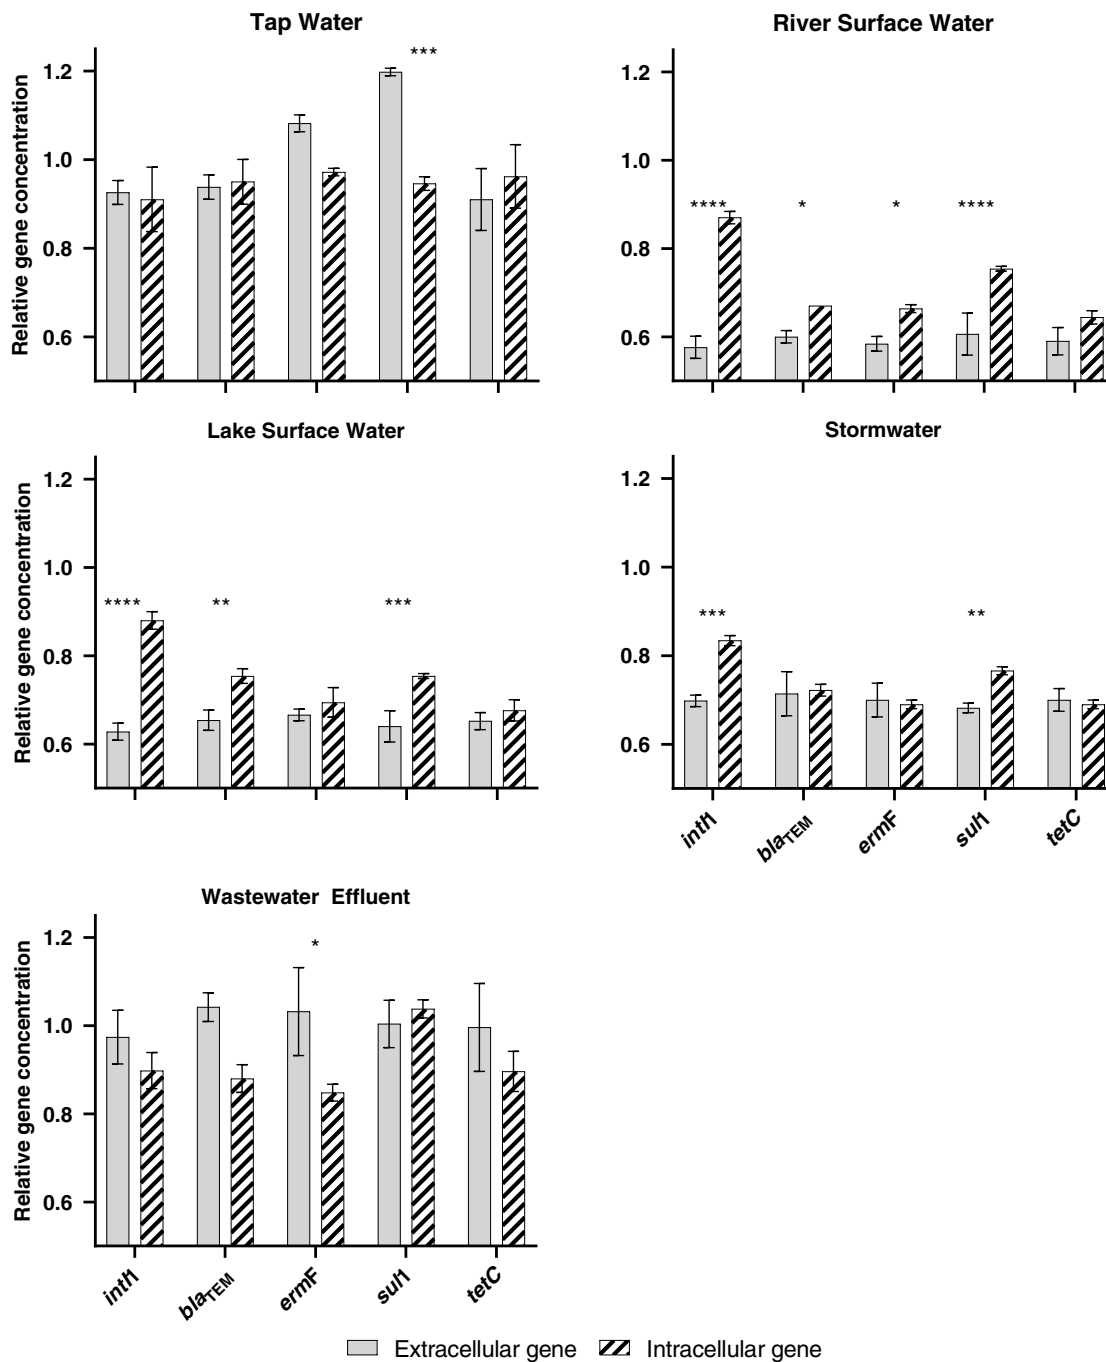 Tap Water
Relative gene concentration
1.2
1.0
0.8
0.6
***
River Surface Water
1.2
1.0
0.8
0.6
****
*
*
****
Lake Surface Water
Relative gene concentration
1.2
1.0
0.8
0.6
****
**
***
Stormwater
1.2
1.0
0.8
0.6
***
**
intI1
blaTEM
ermF
sul1
tetC
Wastewater Effluent
Relative gene concentration
1.2
1.0
0.8
0.6
*
intI1
blaTEM
ermF
sul1
tetC
Extracellular gene
Intracellular gene